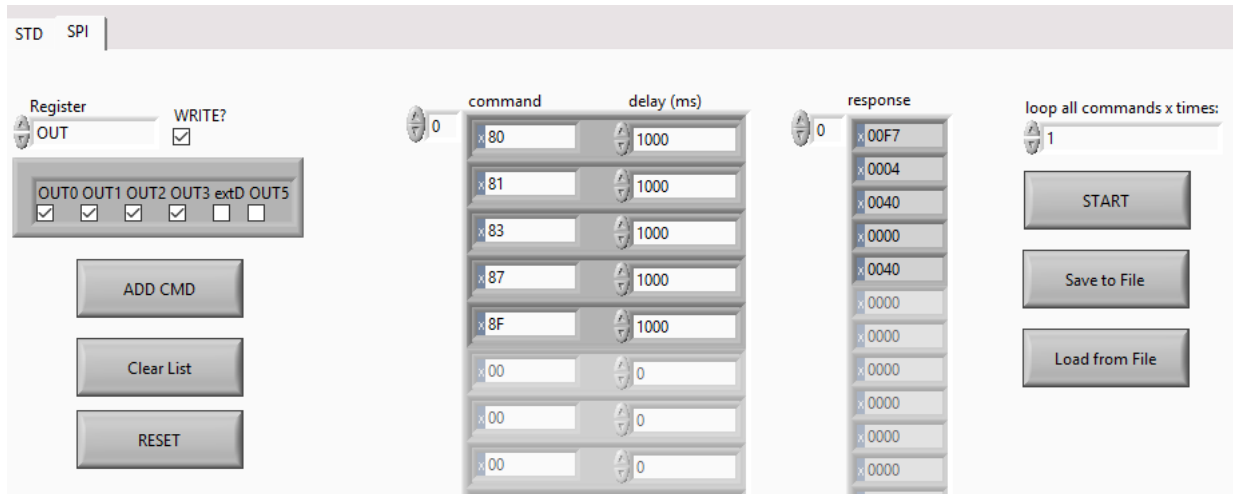 STD SPI
Register
OUT
WRITE?
OUT0 OUT1 OUT2 OUT3 extD OUT5
ADD CMD
Clear List
RESET
command delay (ms)
0
x 80 1000
x 81 1000
x 83 1000
x 87 1000
x 8F 1000
x 00 0
x 00 0
x 00 0
response
0
x 00F7
x 0004
x 0040
x 0000
x 0040
x 0000
x 0000
x 0000
x 0000
x 0000
x 0000
loop all commands x times:
1
START
Save to File
Load from File